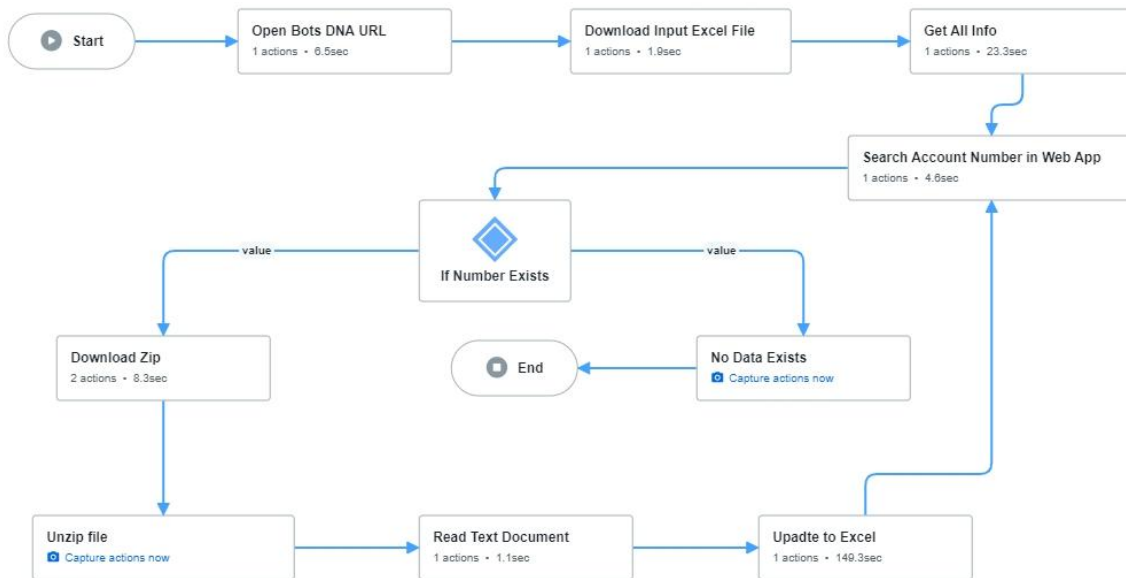 Start
Open Bots DNA URL
1 actions • 6.5sec
Download Input Excel File
1 actions • 1.9sec
Get All Info
1 actions • 23.3sec
Search Account Number in Web App
1 actions • 4.6sec
If Number Exists
value
value
Download Zip
2 actions • 8.3sec
End
No Data Exists
Capture actions now
Unzip file
Capture actions now
Read Text Document
1 actions • 1.1sec
Upadte to Excel
1 actions • 149.3sec